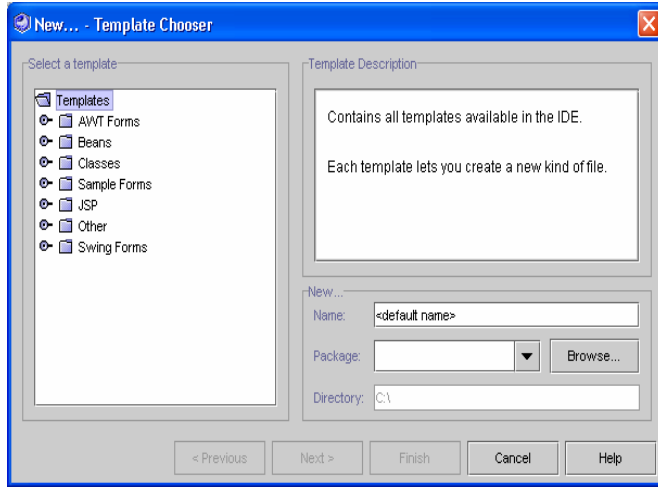 New... - Template Chooser
Select a template
Templates
AWT Forms
Beans
Classes
Sample Forms
JSP
Other
Swing Forms
Template Description
Contains all templates available in the IDE.
Each template lets you create a new kind of file.
New...
Name: <default name>
Package:
Browse...
Directory: C:\
< Previous
Next >
Finish
Cancel
Help